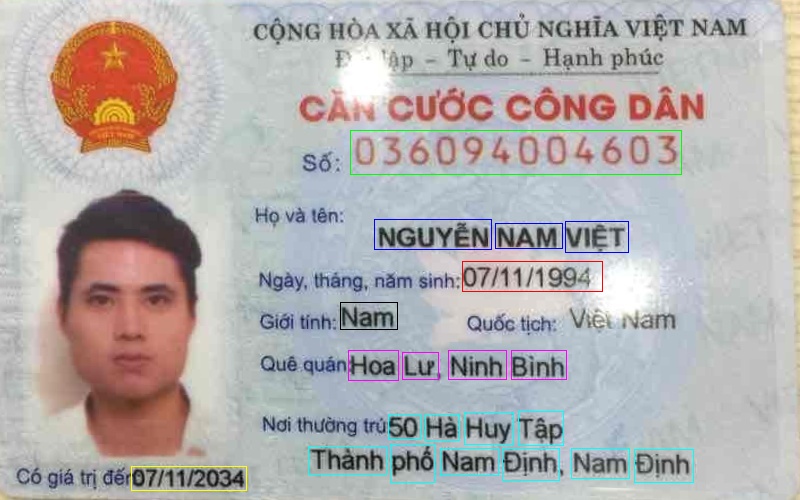 CỘNG HÒA XÃ HỘI CHỦ NGHĨA VIỆT NAM
Độc lập – Tự do – Hạnh phúc
CĂN CƯỚC CÔNG DÂN
Số: 036094004603
Họ và tên:
NGUYỄN NAM VIỆT
Ngày, tháng, năm sinh: 07/11/1994
Giới tính: Nam Quốc tịch: Việt Nam
Quê quán: Hoa Lư, Ninh Bình
Nơi thường trú: 50 Hà Huy Tập
Thành phố Nam Định, Nam Định
Có giá trị đến: 07/11/2034